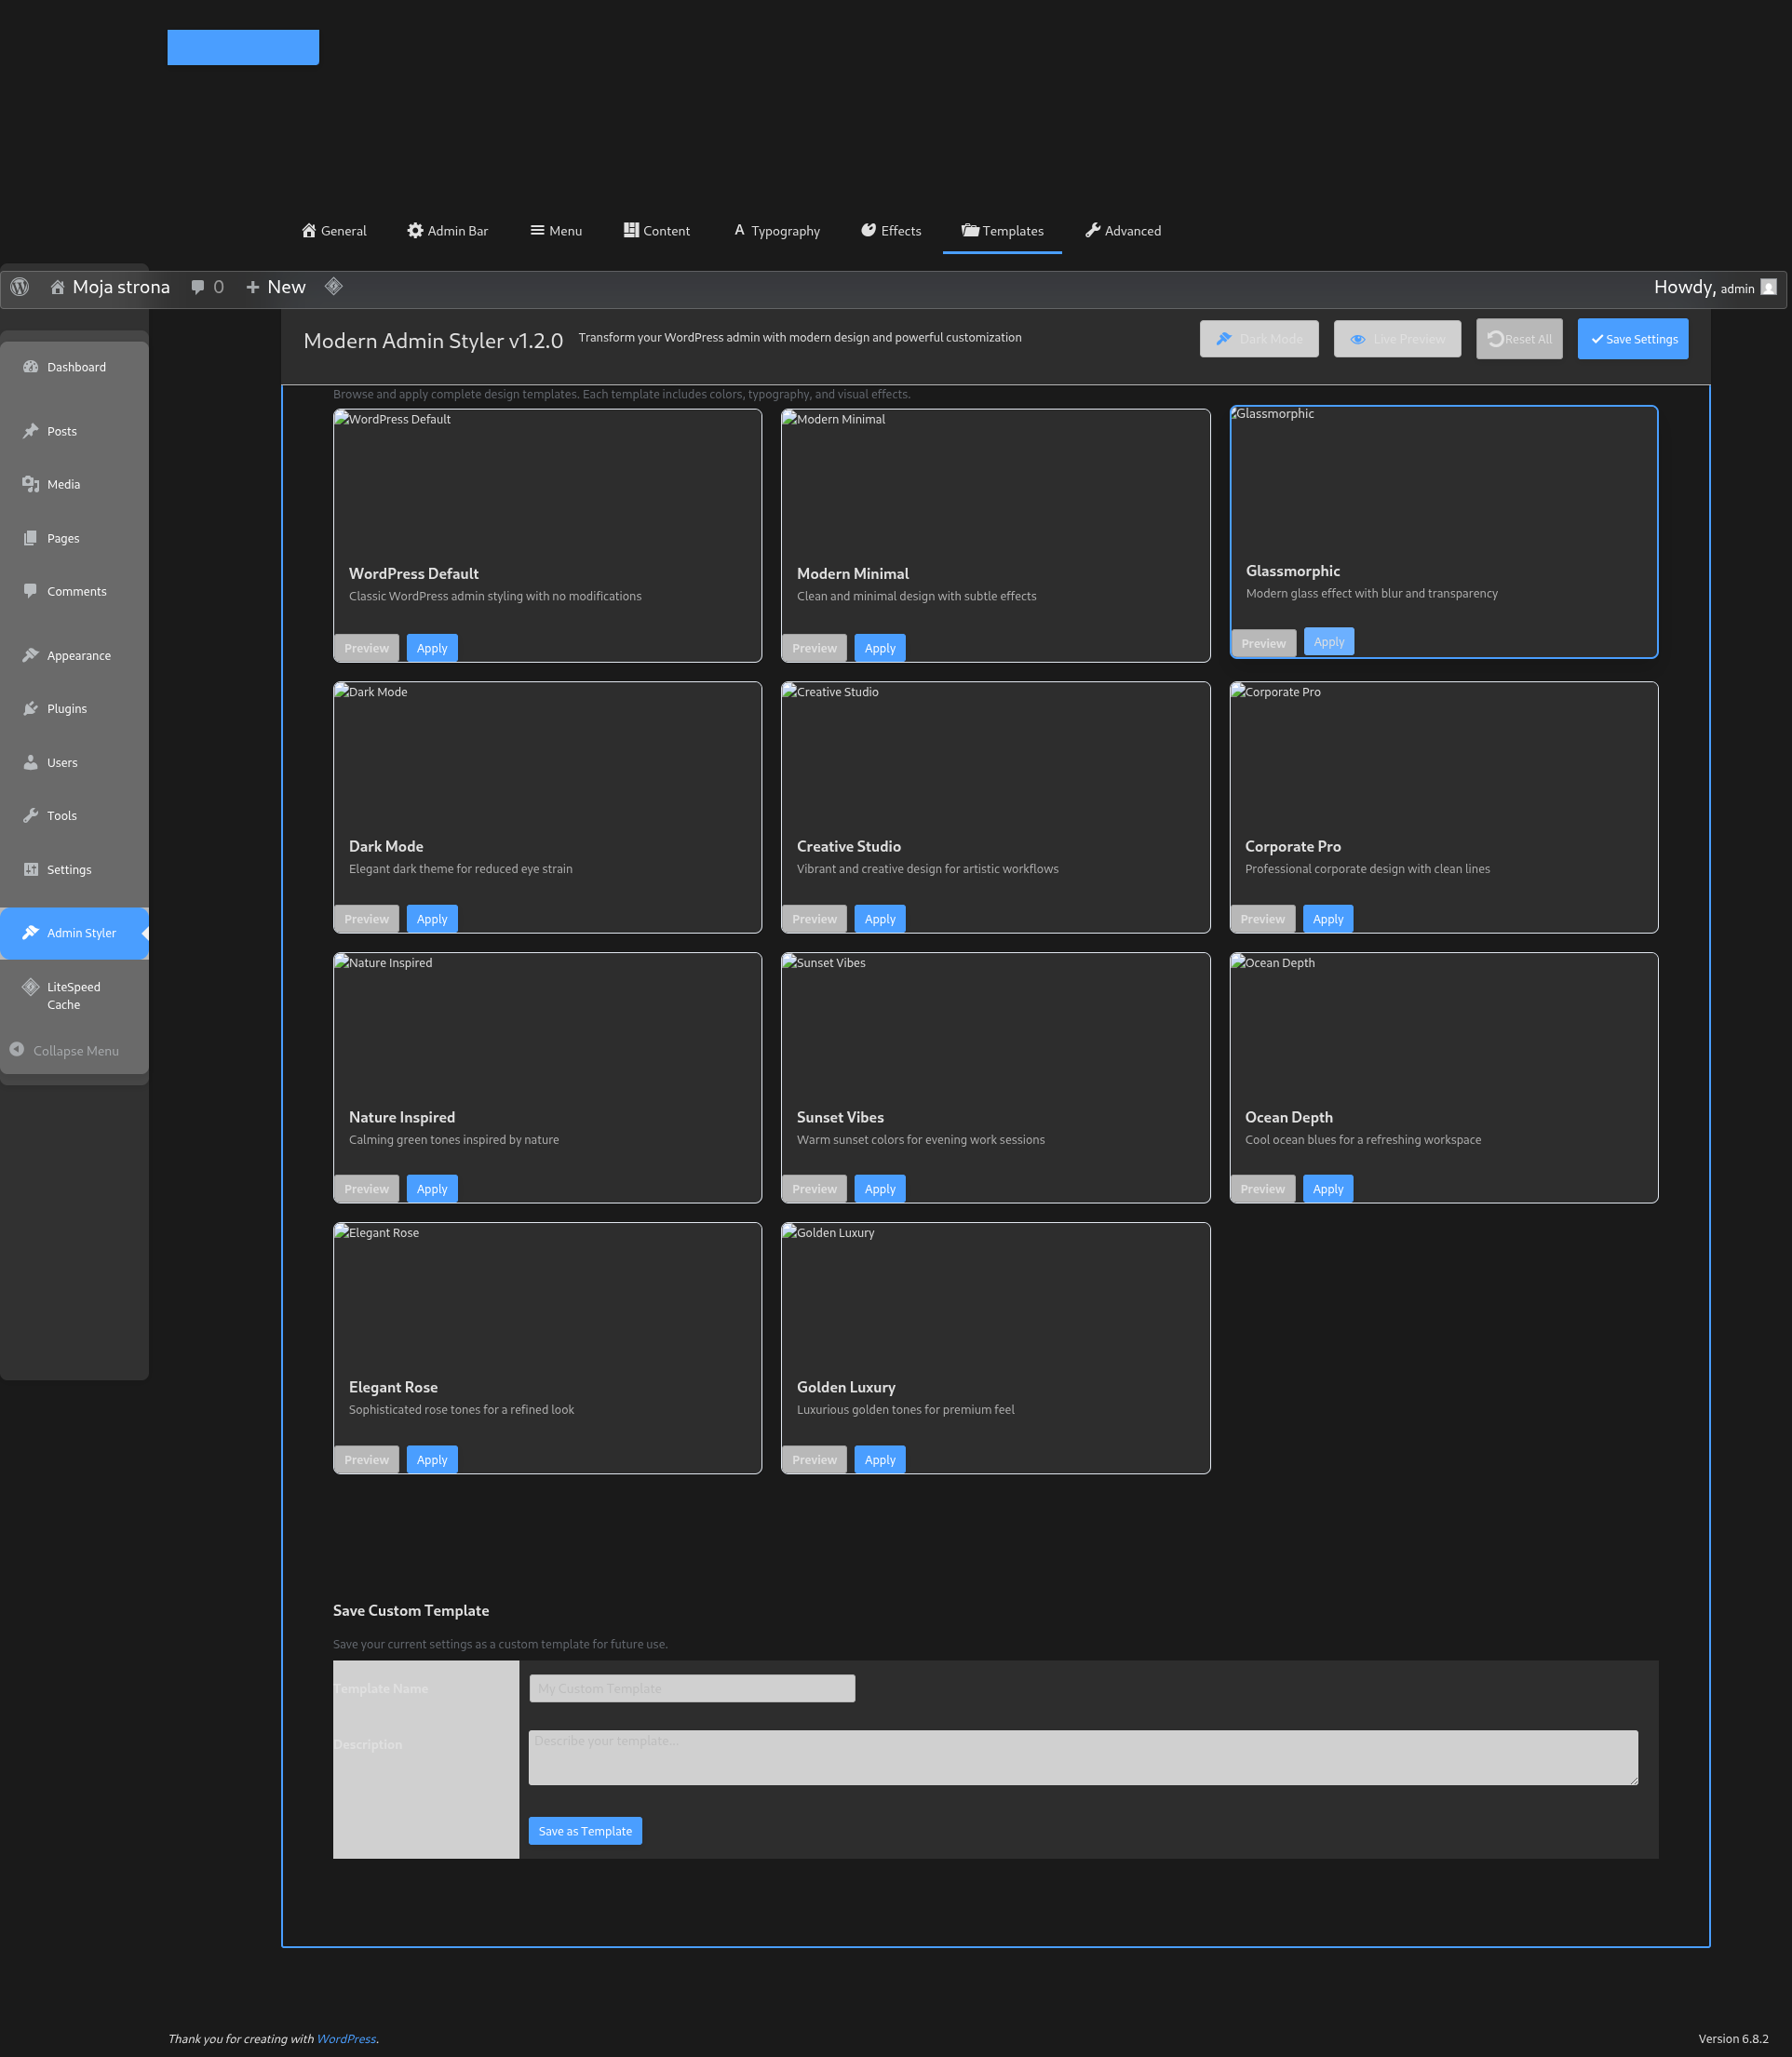 General
Admin Bar
Menu
Content
Typography
Effects
Templates
Advanced
Moja strona
0
New
Howdy, admin
Modern Admin Styler v1.2.0
Transform your WordPress admin with modern design and powerful customization
Dark Mode
Live Preview
Reset All
Save Settings
Dashboard
Posts
Media
Pages
Comments
Appearance
Plugins
Users
Tools
Settings
Admin Styler
LiteSpeed
Cache
Collapse Menu
Browse and apply complete design templates. Each template includes colors, typography, and visual effects.
WordPress Default
WordPress Default
Classic WordPress admin styling with no modifications
Preview
Apply
Modern Minimal
Modern Minimal
Clean and minimal design with subtle effects
Preview
Apply
Glassmorphic
Glassmorphic
Modern glass effect with blur and transparency
Preview
Apply
Dark Mode
Dark Mode
Elegant dark theme for reduced eye strain
Preview
Apply
Creative Studio
Creative Studio
Vibrant and creative design for artistic workflows
Preview
Apply
Corporate Pro
Corporate Pro
Professional corporate design with clean lines
Preview
Apply
Nature Inspired
Nature Inspired
Calming green tones inspired by nature
Preview
Apply
Sunset Vibes
Sunset Vibes
Warm sunset colors for evening work sessions
Preview
Apply
Ocean Depth
Ocean Depth
Cool ocean blues for a refreshing workspace
Preview
Apply
Elegant Rose
Elegant Rose
Sophisticated rose tones for a refined look
Preview
Apply
Golden Luxury
Golden Luxury
Luxurious golden tones for premium feel
Preview
Apply
Save Custom Template
Save your current settings as a custom template for future use.
Template Name
My Custom Template
Description
Describe your template...
Save as Template
Thank you for creating with WordPress.
Version 6.8.2